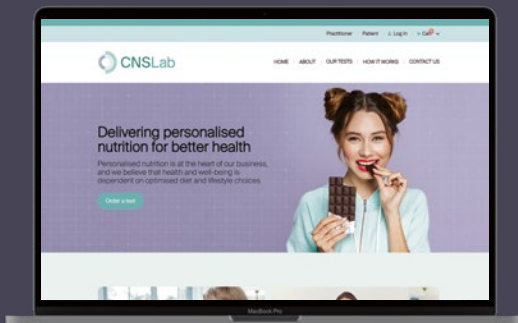 Practitioner Patient Log In Cart
CNSLab
HOME ABOUT OUR TESTS HOW IT WORKS CONTACT US
Delivering personalised
nutrition for better health
Personalised nutrition is at the heart of our business,
and we believe that health and well-being is
dependent on optimised diet and lifestyle choices.
Order a test
MacBook Pro